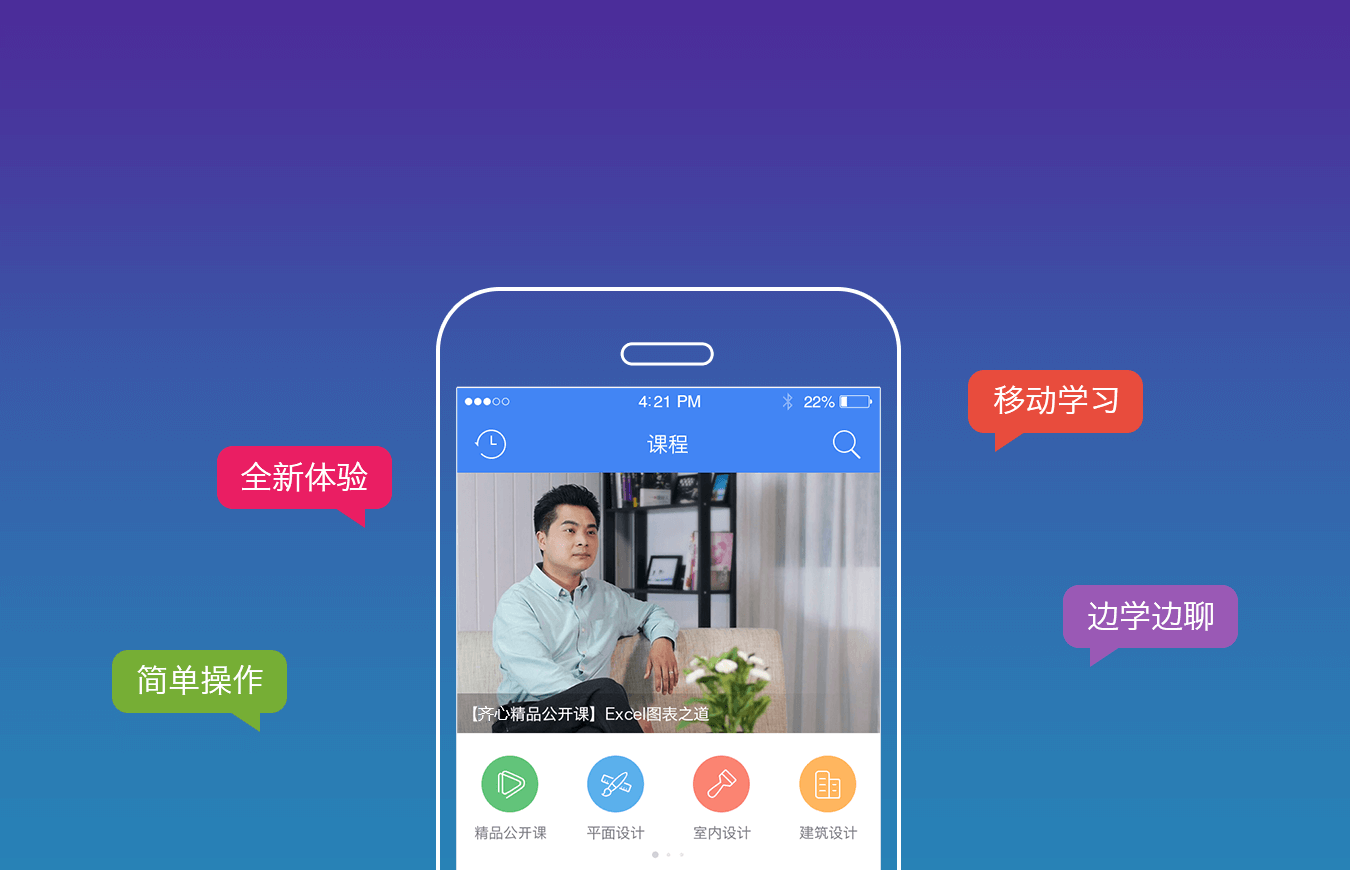 移动学习
4:21 PM
22%
课程
全新体验
边学边聊
简单操作
【齐心精品公开课】Excel图表之道
精品公开课
平面设计
室内设计
建筑设计